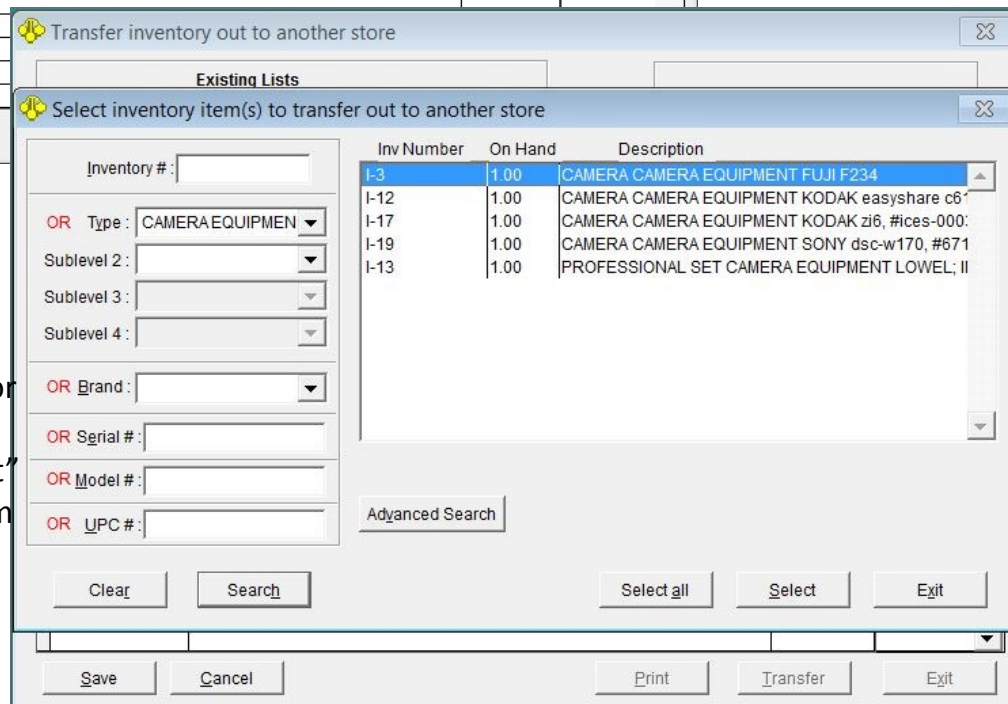 Transfer inventory out to another store
Existing Lists
Select inventory item(s) to transfer out to another store
Inventory # :
OR Type : CAMERA EQUIPMEN
Sublevel 2 :
Sublevel 3 :
Sublevel 4 :
OR Brand :
OR Serial # :
OR Model # :
OR UPC # :
Inv Number On Hand Description
I-3 1.00 CAMERA CAMERA EQUIPMENT FUJI F234
I-12 1.00 CAMERA CAMERA EQUIPMENT KODAK easyshare c61
I-17 1.00 CAMERA CAMERA EQUIPMENT KODAK zi6, #ices-000
I-19 1.00 CAMERA CAMERA EQUIPMENT SONY dsc-w170, #671
I-13 1.00 PROFESSIONAL SET CAMERA EQUIPMENT LOWEL;
Advanced Search
Clear Search Select all Select Exit
Save Cancel Print Transfer Exit